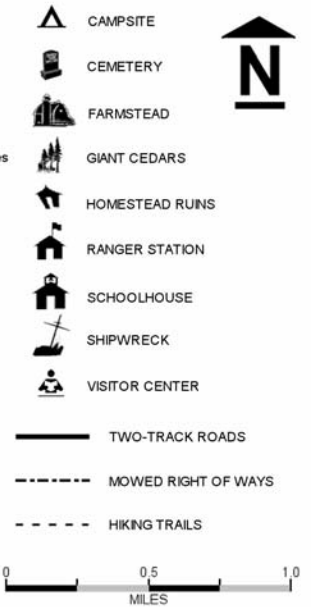 CAMPSITE
N
CEMETERY
FARMSTEAD
es
GIANT CEDARS
HOMESTEAD RUINS
RANGER STATION
SCHOOLHOUSE
SHIPWRECK
VISITOR CENTER
TWO-TRACK ROADS
MOWED RIGHT OF WAYS
HIKING TRAILS
0 0.5 1.0
MILES